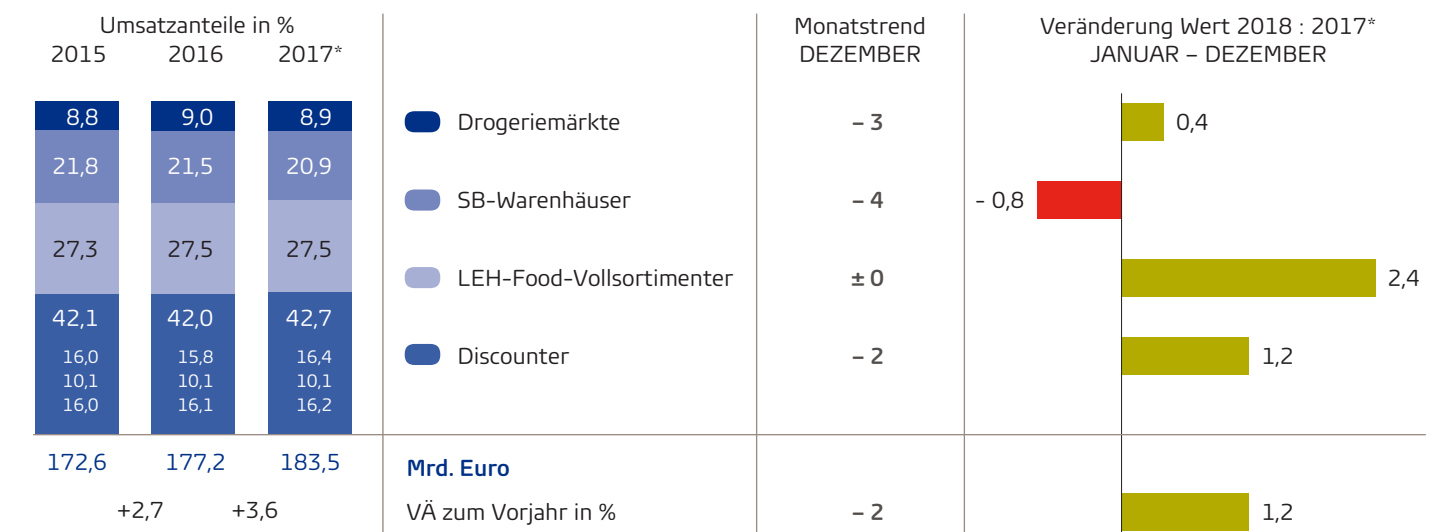 Umsatzanteile in %
2015 2016 2017*
Monatstrend
DEZEMBER
Veränderung Wert 2018 : 2017*
JANUAR – DEZEMBER
8,8 9,0 8,9 Drogeriemärkte – 3 0,4
21,8 21,5 20,9 SB-Warenhäuser – 4 - 0,8
27,3 27,5 27,5 LEH-Food-Vollsortimenter ± 0 2,4
42,1 42,0 42,7
16,0 15,8 16,4 Discounter – 2 1,2
10,1 10,1 10,1
16,0 16,1 16,2
172,6 177,2 183,5 Mrd. Euro
+2,7 +3,6 VÄ zum Vorjahr in % – 2 1,2